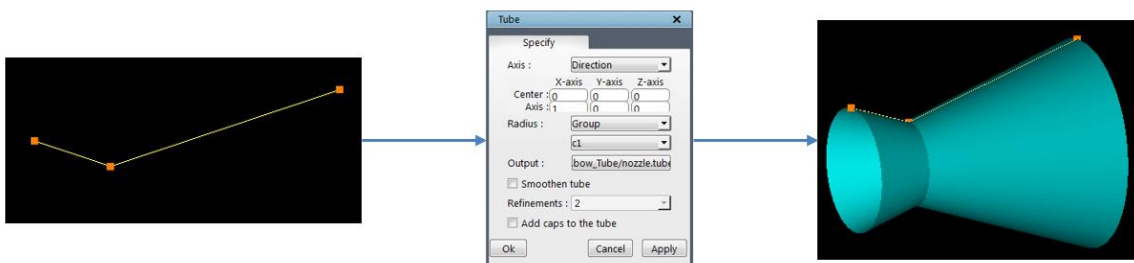 Tube
Specify
Axis : Direction
X-axis Y-axis Z-axis
Center : 0 0 0
Axis : 1 0 0
Radius : Group
c1
Output : bow_Tube/nozzle.tube
Smoothen tube
Refinements : 2
Add caps to the tube
Ok Cancel Apply